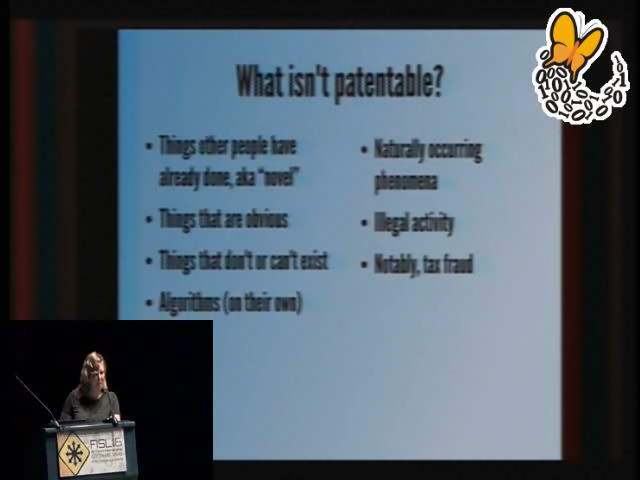 What isn't patentable?
• Things other people have
already done, aka "novel"
• Things that are obvious
• Things that don't or can't exist
• Algorithms (on their own)
• Naturally occurring
phenomena
• Illegal activity
• Notably, tax fraud
FISL16